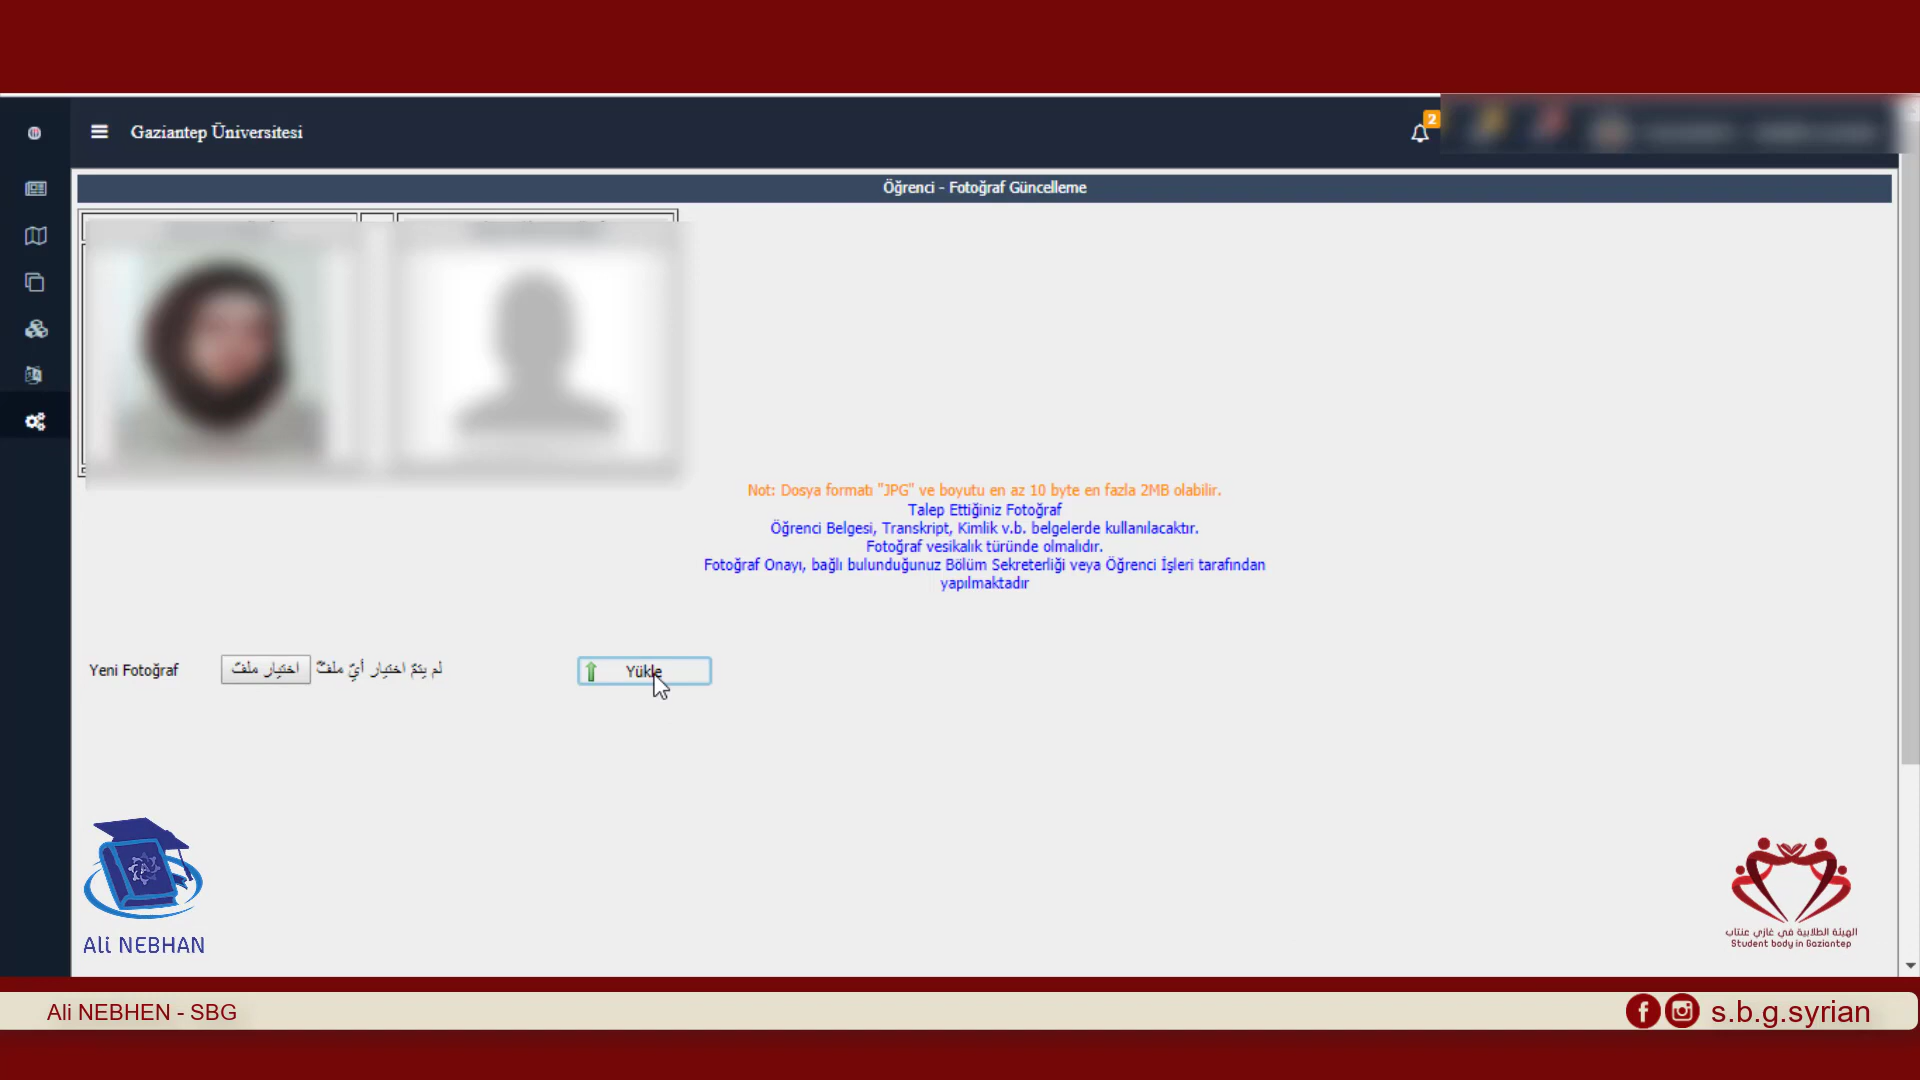 Gaziantep Üniversitesi
2
Öğrenci - Fotoğraf Güncelleme
Not: Dosya formatı "JPG" ve boyutu en az 10 byte en fazla 2MB olabilir.
Talep Ettiğiniz Fotoğraf
Öğrenci Belgesi, Transkript, Kimlik v.b. belgelerde kullanılacaktır.
Fotoğraf vesikalık türünde olmalıdır.
Fotoğraf Onayı, bağlı bulunduğunuz Bölüm Sekreterliği veya Öğrenci İşleri tarafından
yapılmaktadır
Yeni Fotoğraf
اختيار ملفّ
لم يتمّ اختيار أيّ ملفّ
Yükle
Ali NEBHAN
الهيئة الطلابية في غازي عنتاب
Student body in Gaziantep
Ali NEBHEN - SBG
s.b.g.syrian